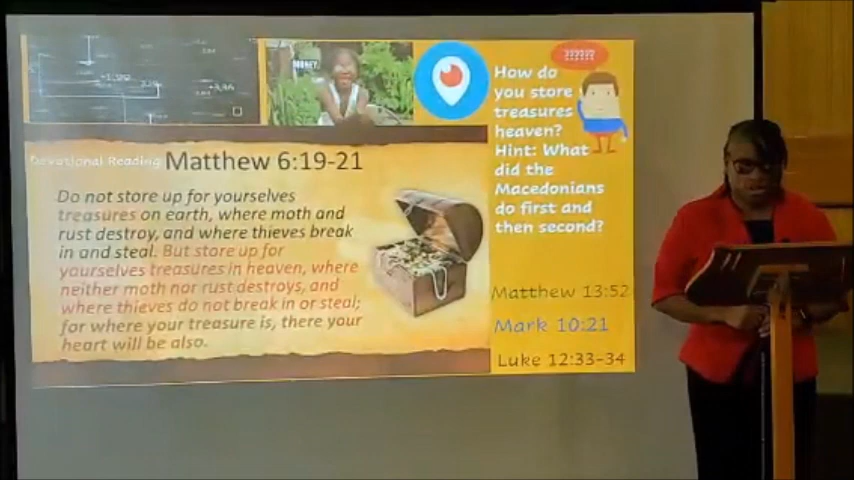 MONEY
??????
Devotional Reading Matthew 6:19-21
Do not store up for yourselves
treasures on earth, where moth and
rust destroy, and where thieves break
in and steal. But store up for
yourselves treasures in heaven, where
neither moth nor rust destroys, and
where thieves do not break in or steal;
for where your treasure is, there your
heart will be also.
How do
you store
treasures
heaven?
Hint: What
did the
Macedonians
do first and
then second?
Matthew 13:52
Mark 10:21
Luke 12:33-34